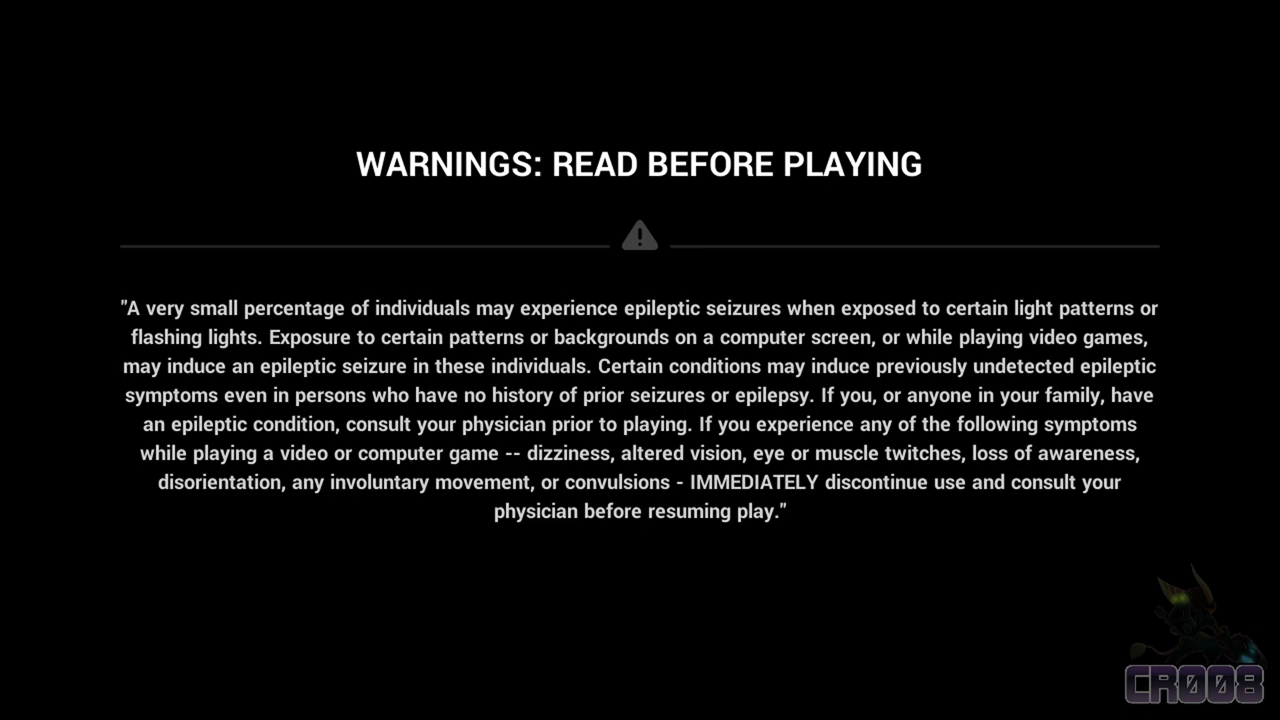 WARNINGS: READ BEFORE PLAYING
"A very small percentage of individuals may experience epileptic seizures when exposed to certain light patterns or
flashing lights. Exposure to certain patterns or backgrounds on a computer screen, or while playing video games,
may induce an epileptic seizure in these individuals. Certain conditions may induce previously undetected epileptic
symptoms even in persons who have no history of prior seizures or epilepsy. If you, or anyone in your family, have
an epileptic condition, consult your physician prior to playing. If you experience any of the following symptoms
while playing a video or computer game -- dizziness, altered vision, eye or muscle twitches, loss of awareness,
disorientation, any involuntary movement, or convulsions - IMMEDIATELY discontinue use and consult your
physician before resuming play."
CR008